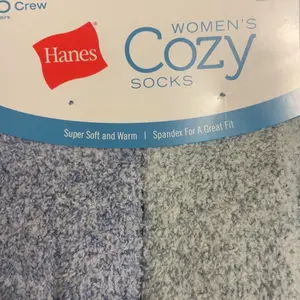 Crew
Hanes
WOMEN'S
Cozy
SOCKS
Super Soft and Warm | Spandex For A Great Fit